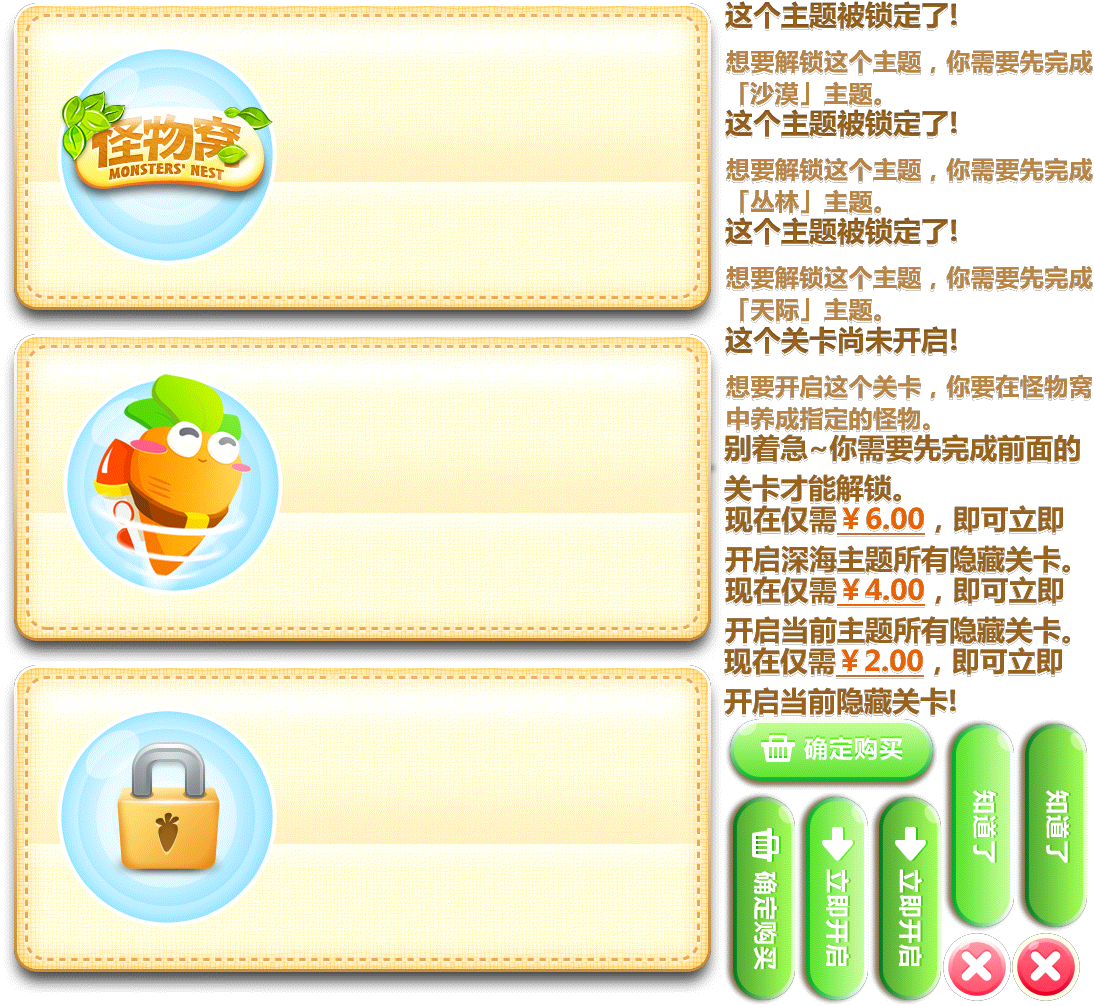 怪物窝
MONSTERS' NEST
这个主题被锁定了!
想要解锁这个主题，你需要先完成
「沙漠」主题。
这个主题被锁定了!
想要解锁这个主题，你需要先完成
「丛林」主题。
这个主题被锁定了!
想要解锁这个主题，你需要先完成
「天际」主题。
这个关卡尚未开启!
想要开启这个关卡，你要在怪物窝
中养成指定的怪物。
别着急~你需要先完成前面的
关卡才能解锁。
现在仅需￥6.00，即可立即
开启深海主题所有隐藏关卡。
现在仅需￥4.00，即可立即
开启当前主题所有隐藏关卡。
现在仅需￥2.00，即可立即
开启当前隐藏关卡!
确定购买
知道了
知道了
确定购买
立即开启
立即开启